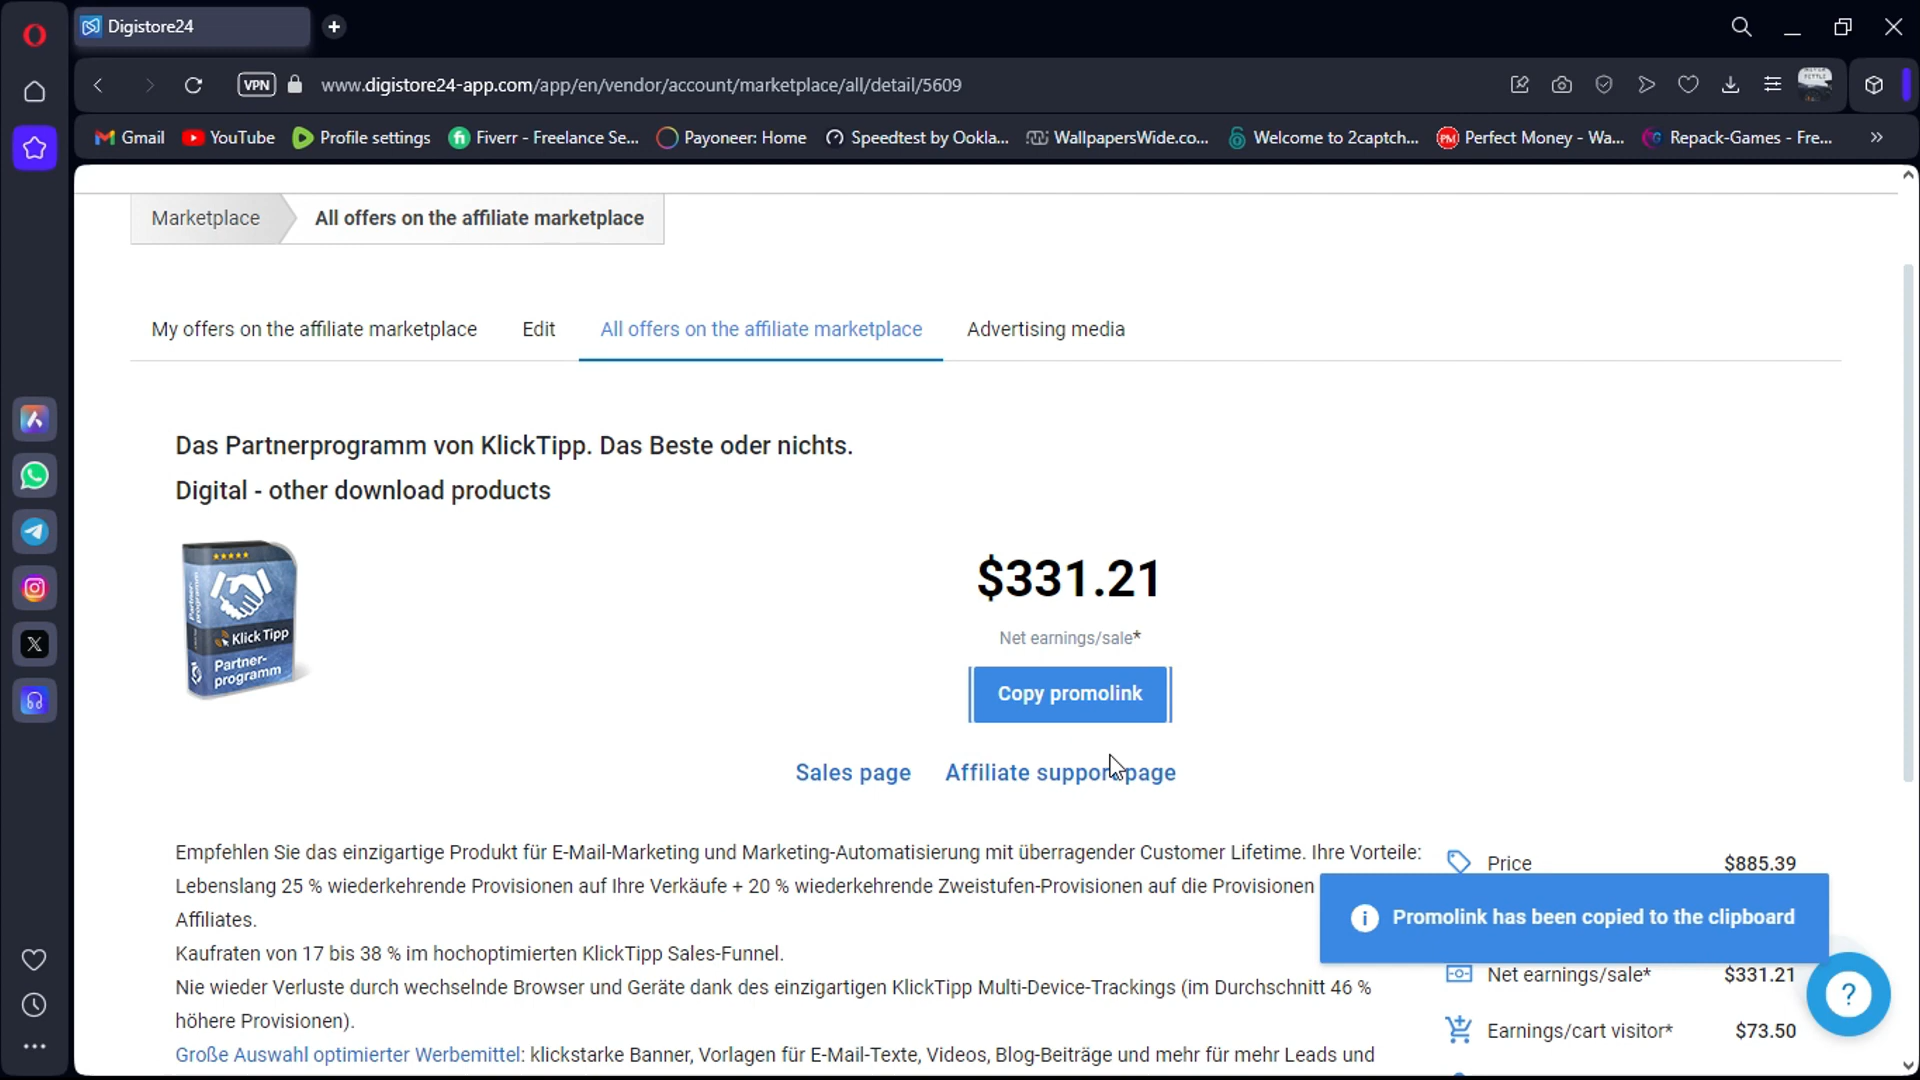 Digistore24
VPN
www.digistore24-app.com/app/en/vendor/account/marketplace/all/detail/5609
Gmail YouTube Profile settings Fiverr - Freelance Se... Payoneer: Home Speedtest by Ookla... WallpapersWide.co... Welcome to 2captch... Perfect Money - Wa... Repack-Games - Fre... »
Marketplace All offers on the affiliate marketplace
My offers on the affiliate marketplace Edit All offers on the affiliate marketplace Advertising media
Das Partnerprogramm von KlickTipp. Das Beste oder nichts.
Digital - other download products
Klick Tipp
Partner-
programm
$331.21
Net earnings/sale*
Copy promolink
Sales page Affiliate support page
Empfehlen Sie das einzigartige Produkt für E-Mail-Marketing und Marketing-Automatisierung mit überragender Customer Lifetime. Ihre Vorteile:
Lebenslang 25 % wiederkehrende Provisionen auf Ihre Verkäufe + 20 % wiederkehrende Zweistufen-Provisionen auf die Provisionen
Affiliates.
Kaufraten von 17 bis 38 % im hochoptimierten KlickTipp Sales-Funnel.
Nie wieder Verluste durch wechselnde Browser und Geräte dank des einzigartigen KlickTipp Multi-Device-Trackings (im Durchschnitt 46 %
höhere Provisionen).
Große Auswahl optimierter Werbemittel: klickstarke Banner, Vorlagen für E-Mail-Texte, Videos, Blog-Beiträge und mehr für mehr Leads und
Price $885.39
Promolink has been copied to the clipboard
Net earnings/sale* $331.21
Earnings/cart visitor* $73.50